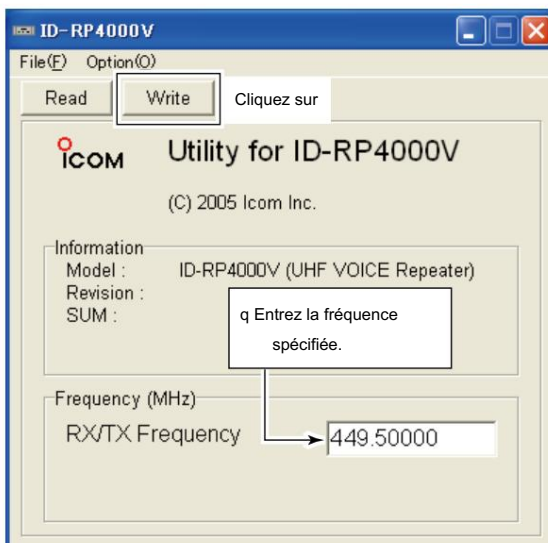 ID-RP4000V
File(F) Option(O)
Read Write Cliquez sur
ICOM Utility for ID-RP4000V
(C) 2005 Icom Inc.
Information
Model : ID-RP4000V (UHF VOICE Repeater)
Revision :
SUM :
q Entrez la fréquence
spécifiée.
Frequency (MHz)
RX/TX Frequency 449.50000